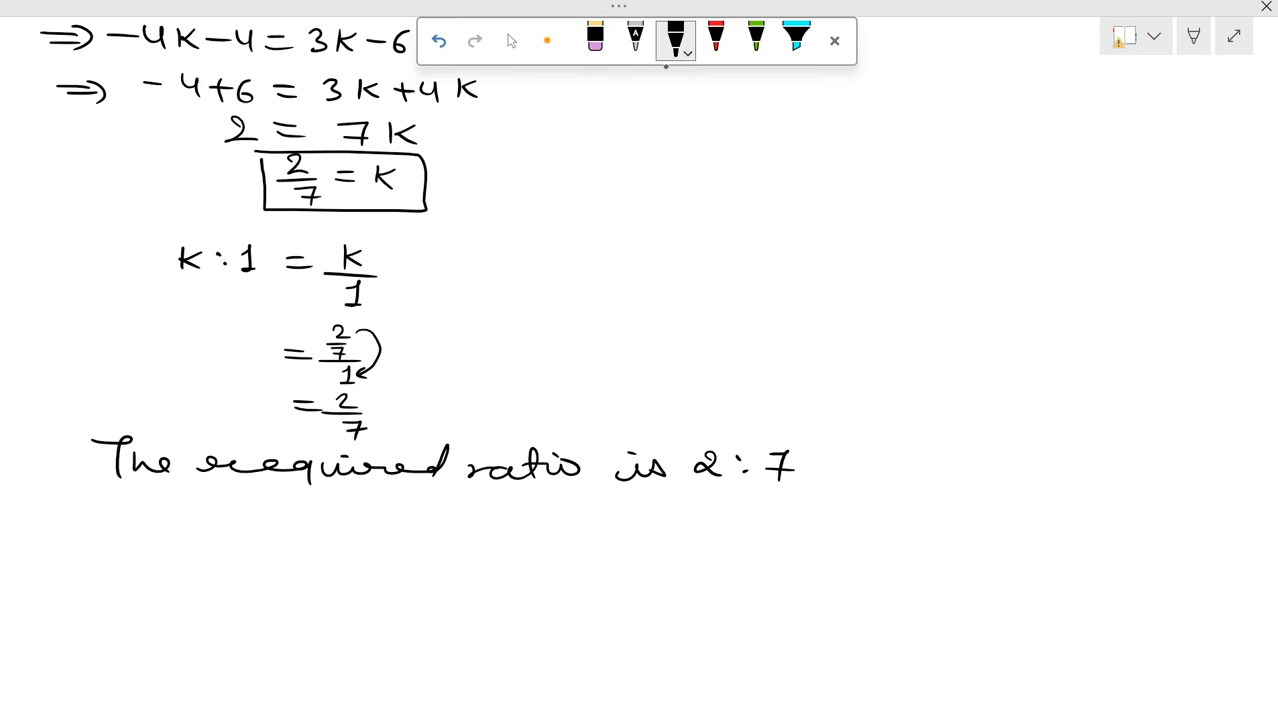 ⇒ -4K-4 = 3K-6
⇒ -4+6 = 3K+4K
2 = 7K
2/7 = K
K:1 = K/1
= 2/7/1
= 2/7
The required ratio is 2:7